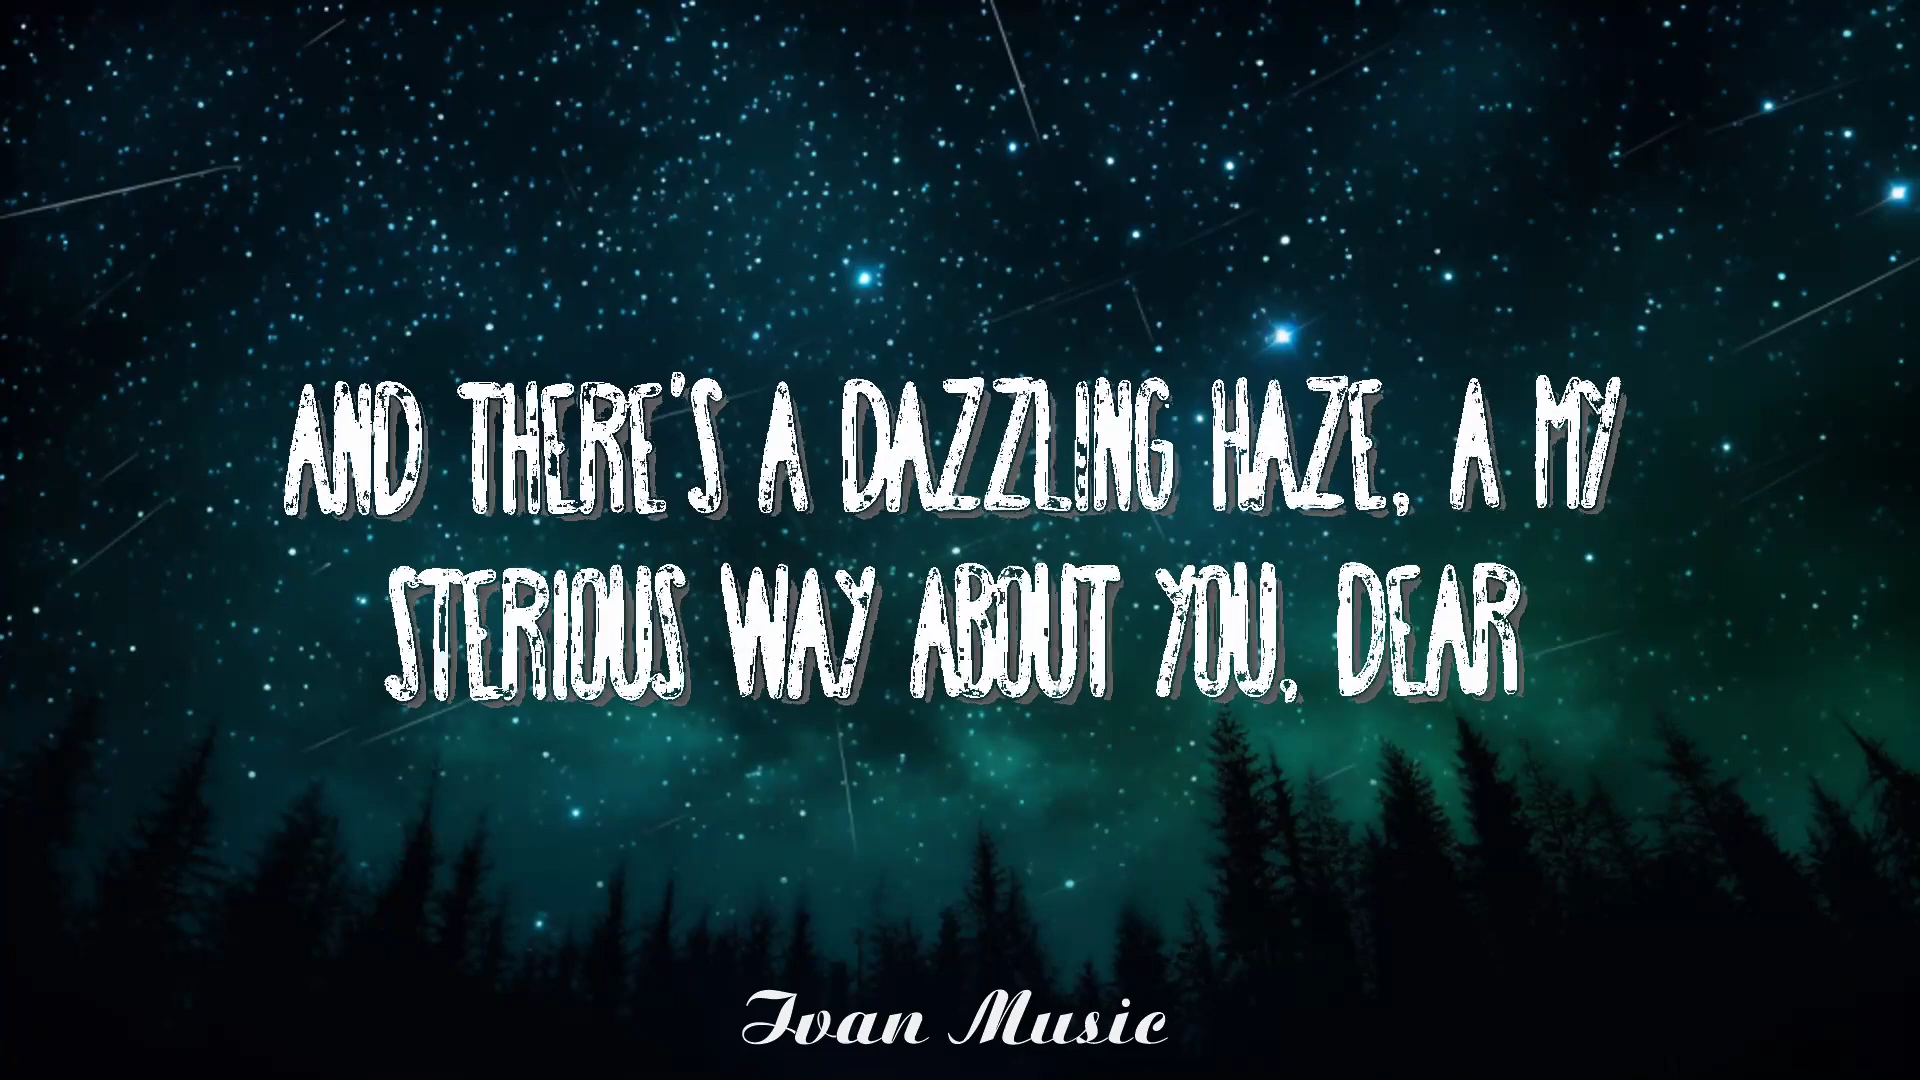 AND THERE'S A DAZZLING HAZE, A MY
STERIOUS WAY ABOUT YOU, DEAR
Ivan Music